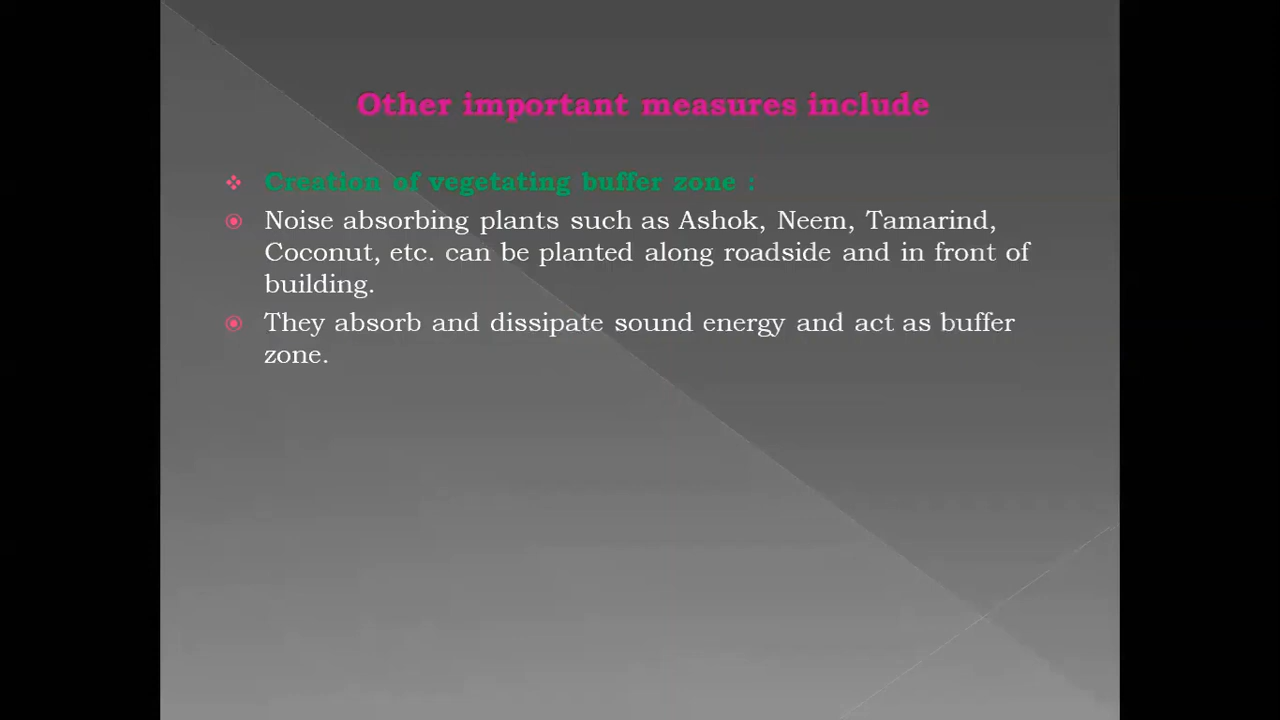 Other important measures include
Creation of vegetating buffer zone :
Noise absorbing plants such as Ashok, Neem, Tamarind,
Coconut, etc. can be planted along roadside and in front of
building.
They absorb and dissipate sound energy and act as buffer
zone.